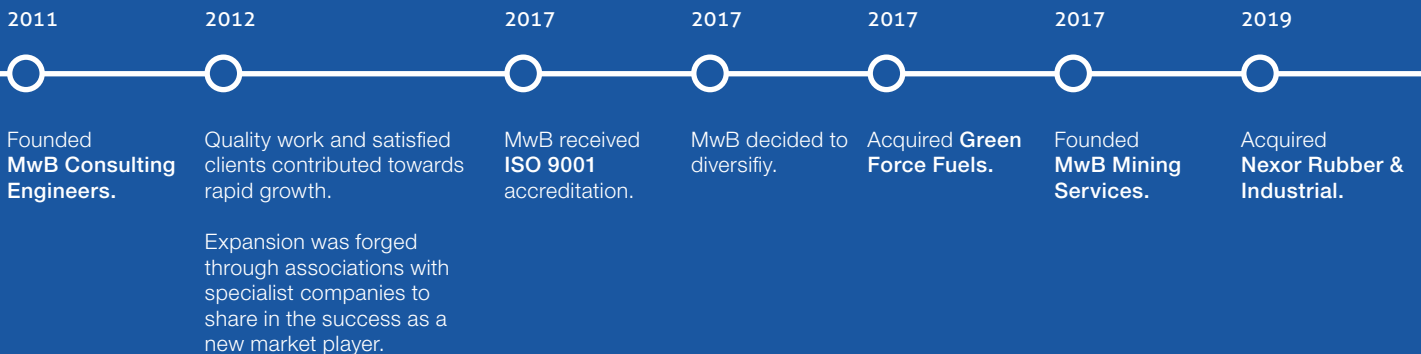 2011
Founded
MwB Consulting
Engineers.
2012
Quality work and satisfied
clients contributed towards
rapid growth.
Expansion was forged
through associations with
specialist companies to
share in the success as a
new market player.
2017
MwB received
ISO 9001
accreditation.
2017
MwB decided to
diversifiy.
2017
Acquired Green
Force Fuels.
2017
Founded
MwB Mining
Services.
2019
Acquired
Nexor Rubber &
Industrial.